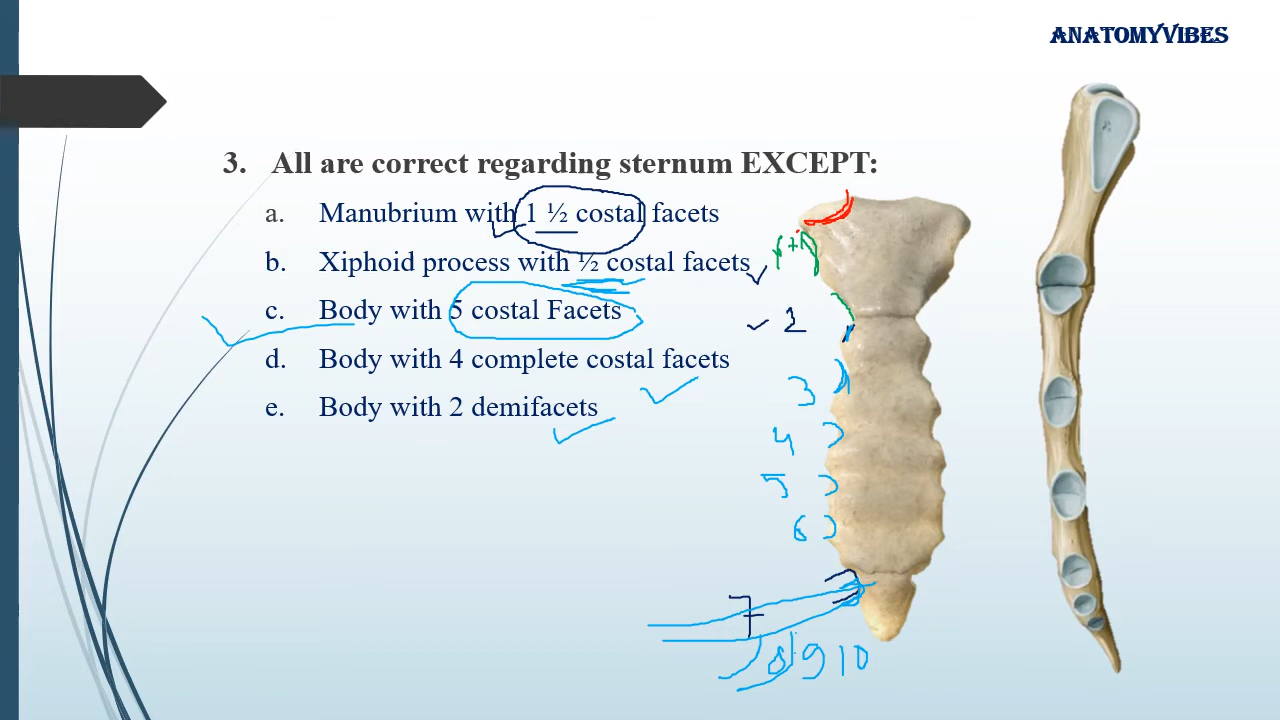 ANATOMYVIBES
3. All are correct regarding sternum EXCEPT:
a. Manubrium with 1 ½ costal facets
b. Xiphoid process with ½ costal facets
c. Body with 5 costal Facets
d. Body with 4 complete costal facets
e. Body with 2 demifacets
2
3
4
5
6
7
8 9 10